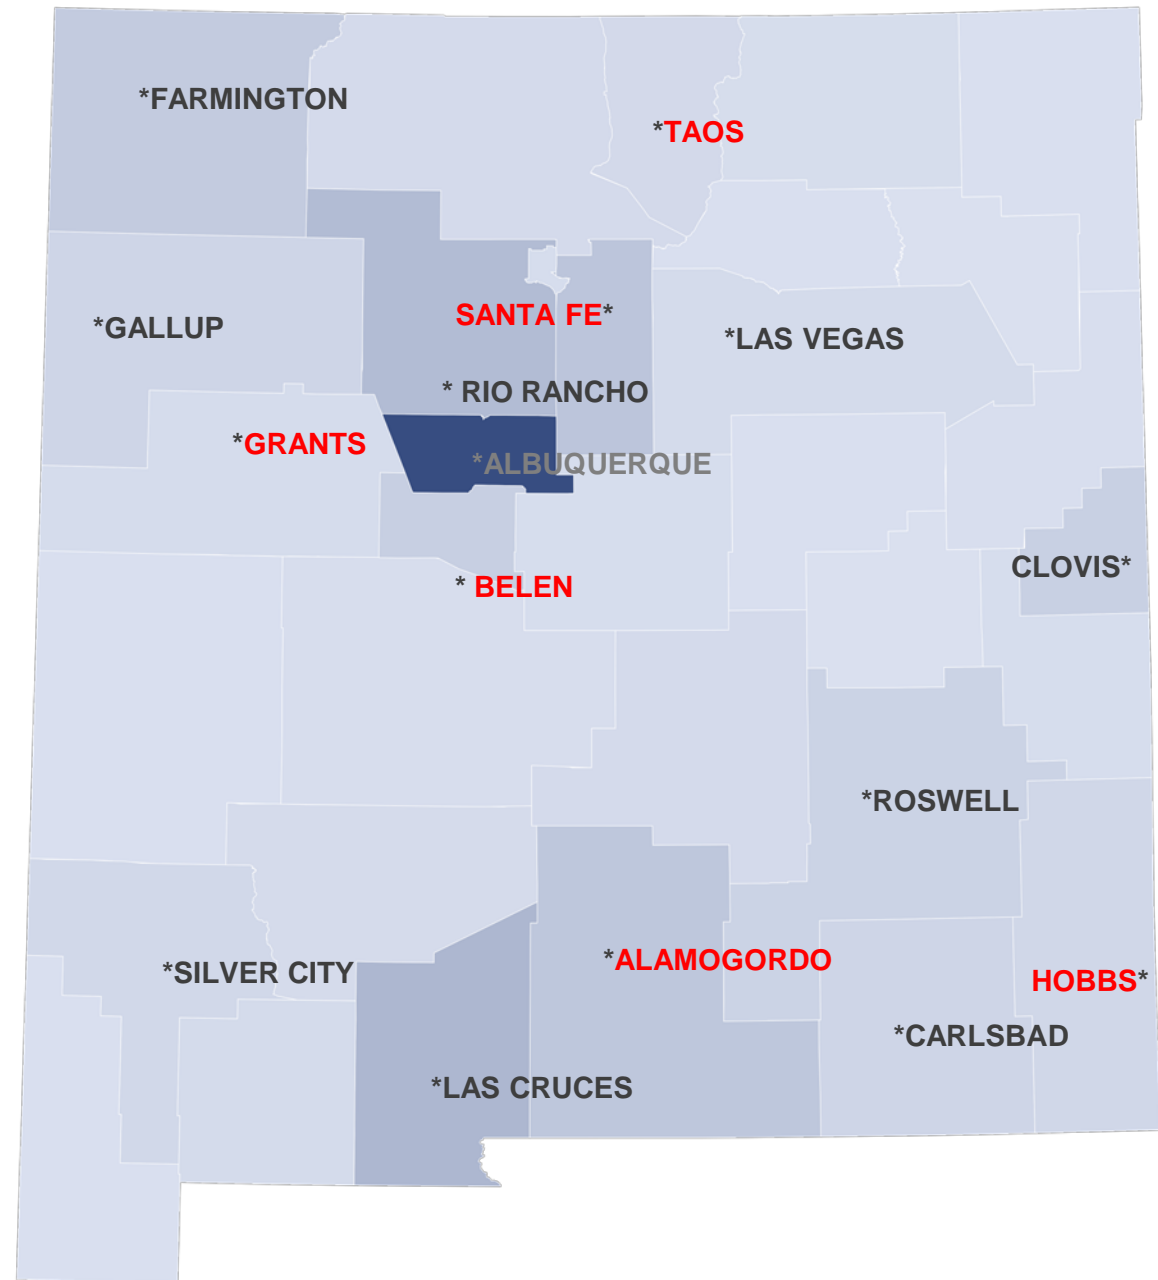 *FARMINGTON
*TAOS
SANTA FE*
*GALLUP
*LAS VEGAS
* RIO RANCHO
*GRANTS
*ALBUQUERQUE
CLOVIS*
* BELEN
*ROSWELL
*ALAMOGORDO
*SILVER CITY
HOBBS*
*CARLSBAD
*LAS CRUCES